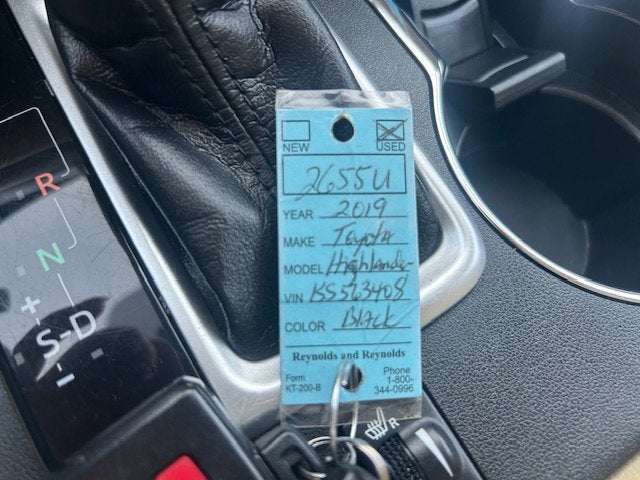 NEW USED
2655U
YEAR 2019
MAKE Toyota
MODEL Highlander
VIN KS563408
COLOR Black
Reynolds and Reynolds
Form
KT-200-B
Phone
1-800-
344-0996
R
N
+
S-D
-
R